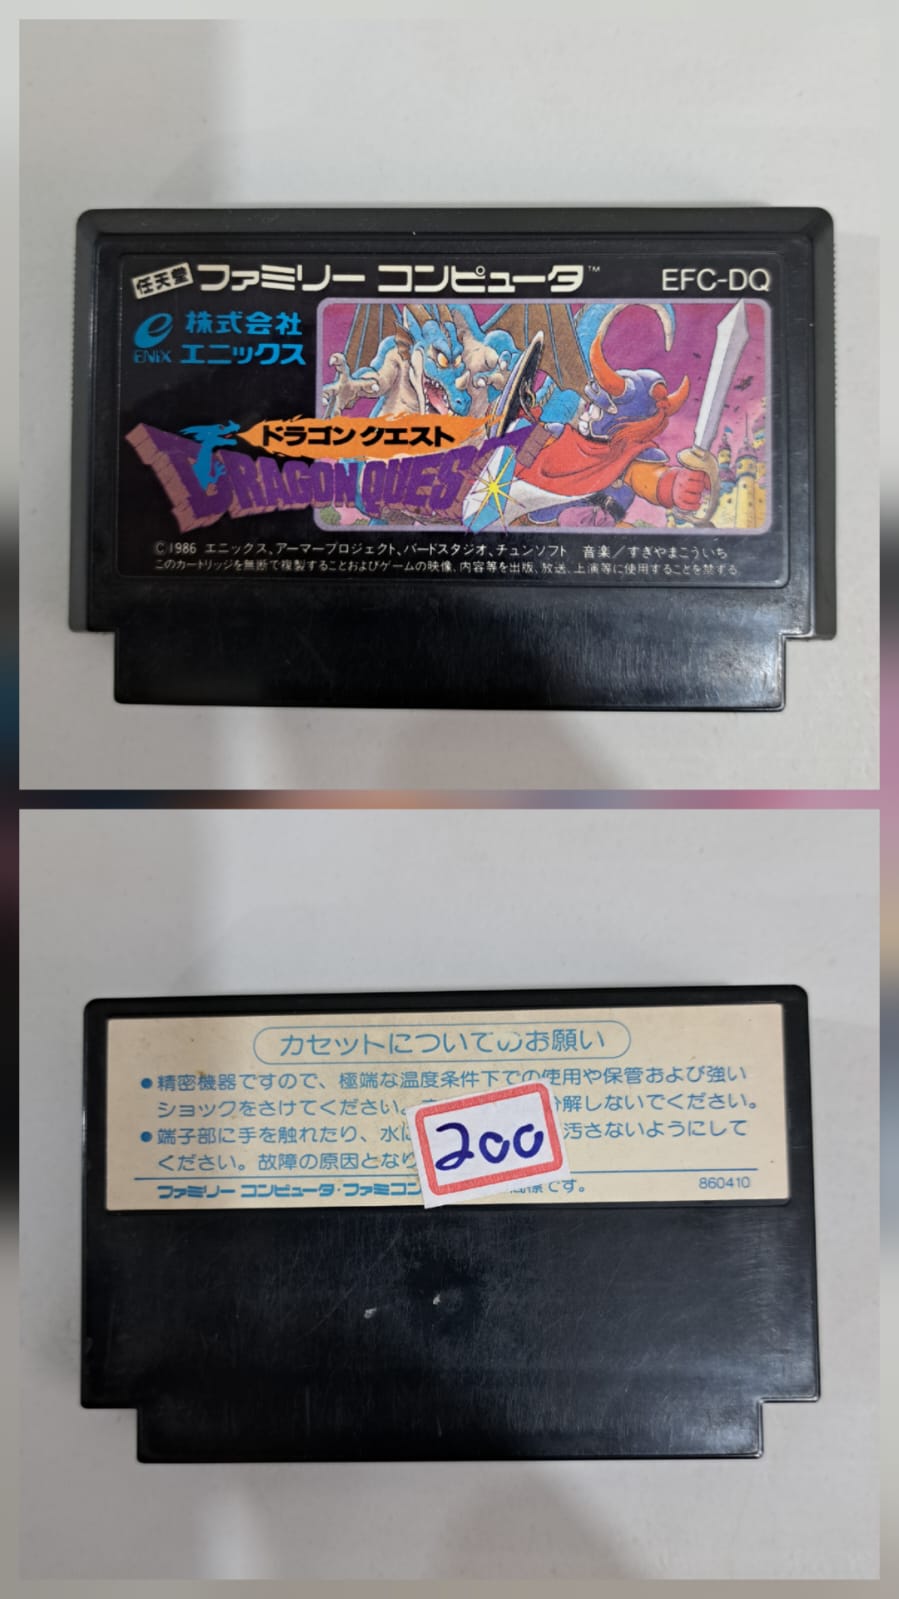 任天堂 ファミリー コンピュータ™ EFC-DQ
ENIX 株式会社
エニックス
ドラゴンクエスト
DRAGON QUEST
©1986 エニックス、アーマープロジェクト、バードスタジオ、チュンソフト 音楽／すぎやまこういち
このカートリッジを無断で複製することおよびゲームの映像、内容等を出版、放送、上演等に使用することを禁ずる。
カセットについてのお願い
●精密機器ですので、極端な温度条件下での使用や保管および強い
ショックをさけてください。 分解しないでください。
●端子部に手を触れたり、水に 汚さないようにして
ください。故障の原因となり
200
ファミリー コンピュータ・ファミコン 商標です。 860410